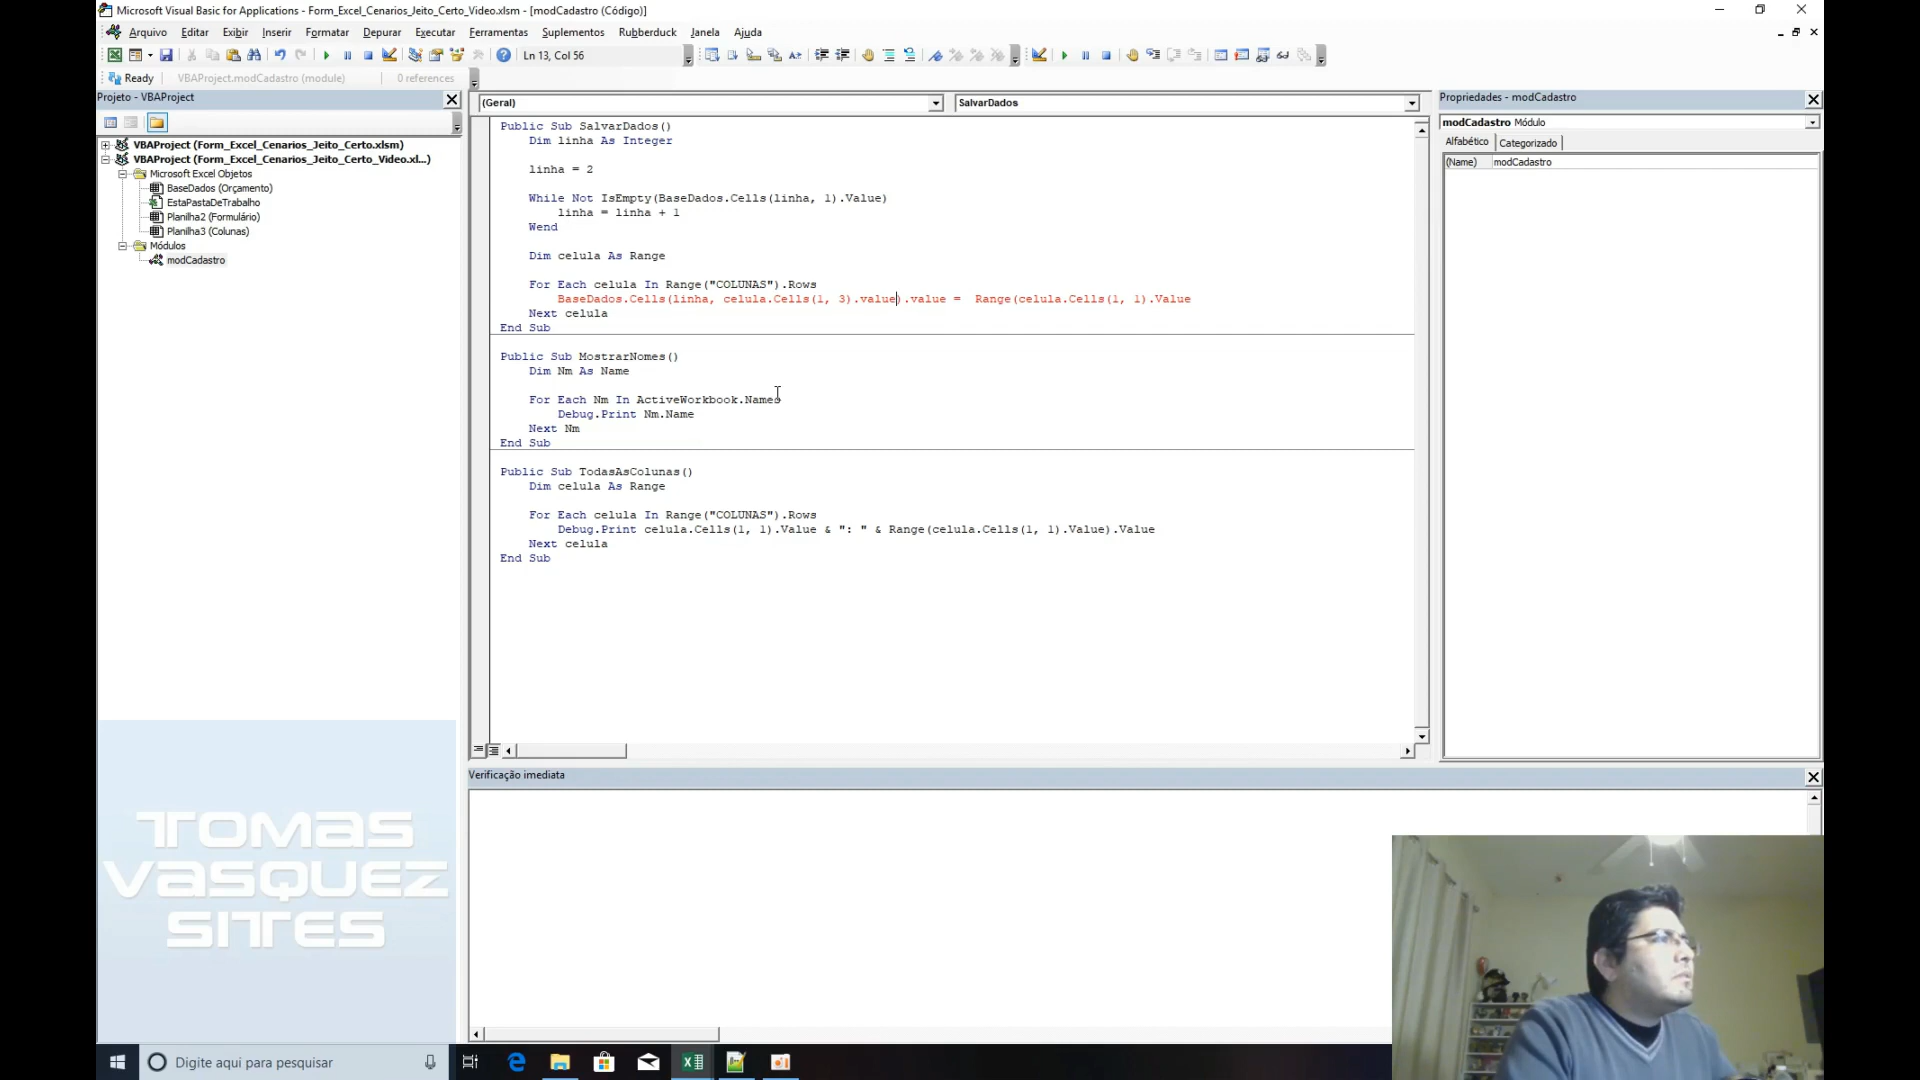 Microsoft Visual Basic for Applications - Form_Excel_Cenarios_Jeito_Certo_Video.xlsm - [modCadastro (Código)]
Arquivo Editar Exibir Inserir Formatar Depurar Executar Ferramentas Suplementos Rubberduck Janela Ajuda
Ln 13, Col 56
Ready VBAProject.modCadastro (module) 0 references
Projeto - VBAProject
VBAProject (Form_Excel_Cenarios_Jeito_Certo.xlsm)
VBAProject (Form_Excel_Cenarios_Jeito_Certo_Video.xl...)
Microsoft Excel Objetos
BaseDados (Orçamento)
EstaPastaDeTrabalho
Planilha2 (Formulário)
Planilha3 (Colunas)
Módulos
modCadastro
(Geral) SalvarDados
Public Sub SalvarDados()
Dim linha As Integer
linha = 2
While Not IsEmpty(BaseDados.Cells(linha, 1).Value)
linha = linha + 1
Wend
Dim celula As Range
For Each celula In Range("COLUNAS").Rows
BaseDados.Cells(linha, celula.Cells(1, 3).value).value =  Range(celula.Cells(1, 1).Value
Next celula
End Sub
Public Sub MostrarNomes()
Dim Nm As Name
For Each Nm In ActiveWorkbook.Names
Debug.Print Nm.Name
Next Nm
End Sub
Public Sub TodasAsColunas()
Dim celula As Range
For Each celula In Range("COLUNAS").Rows
Debug.Print celula.Cells(1, 1).Value & ": " & Range(celula.Cells(1, 1).Value).Value
Next celula
End Sub
Propriedades - modCadastro
modCadastro Módulo
Alfabético Categorizado
(Name) modCadastro
Verificação imediata
TOMAS
VASQUEZ
SITES
Digite aqui para pesquisar